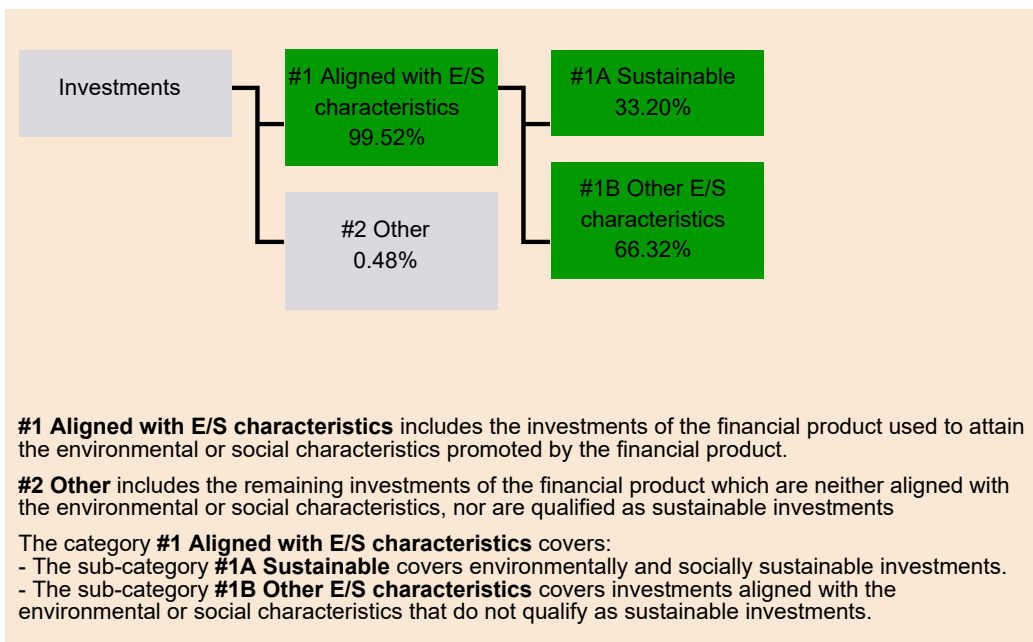 Investments
#1 Aligned with E/S
characteristics
99.52%
#2 Other
0.48%
#1A Sustainable
33.20%
#1B Other E/S
characteristics
66.32%
#1 Aligned with E/S characteristics includes the investments of the financial product used to attain
the environmental or social characteristics promoted by the financial product.
#2 Other includes the remaining investments of the financial product which are neither aligned with
the environmental or social characteristics, nor are qualified as sustainable investments
The category #1 Aligned with E/S characteristics covers:
- The sub-category #1A Sustainable covers environmentally and socially sustainable investments.
- The sub-category #1B Other E/S characteristics covers investments aligned with the
environmental or social characteristics that do not qualify as sustainable investments.